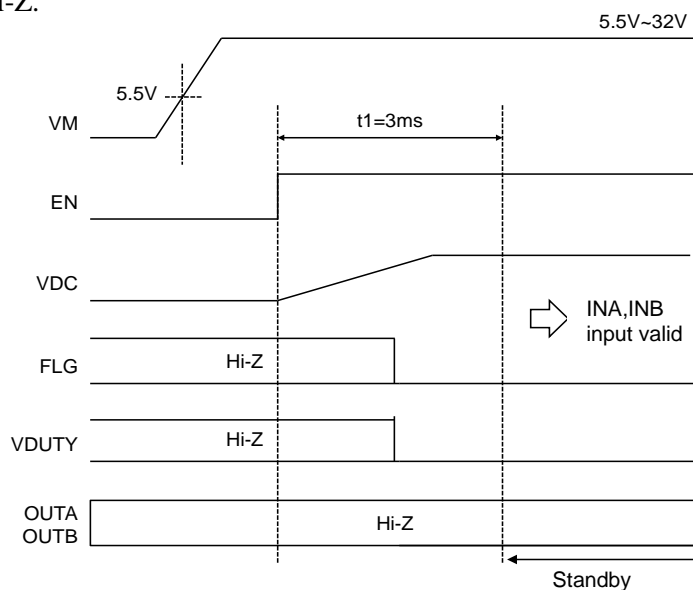 i-Z.
5.5V~32V
5.5V
VM
t1=3ms
EN
VDC
INA,INB
input valid
FLG
Hi-Z
VDUTY
Hi-Z
OUTA
OUTB
Hi-Z
Standby